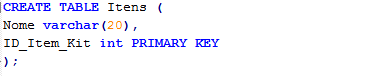 CREATE TABLE Itens (
Nome varchar(20),
ID_Item_Kit int PRIMARY KEY
);